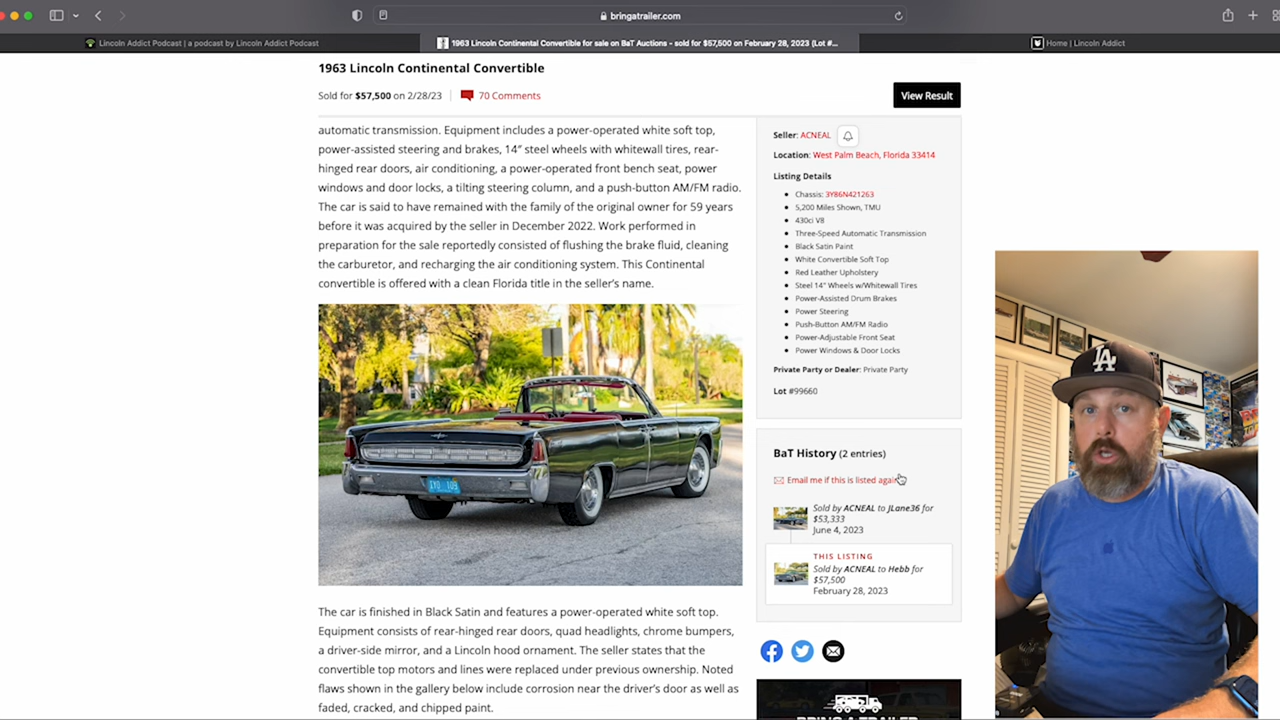 bringatrailer.com
Lincoln Addict Podcast | a podcast by Lincoln Addict Podcast
1963 Lincoln Continental Convertible for sale on BaT Auctions - sold for $57,500 on February 28, 2023 (Lot #...
Home | Lincoln Addict
1963 Lincoln Continental Convertible
Sold for $57,500 on 2/28/23
70 Comments
View Result
automatic transmission. Equipment includes a power-operated white soft top,
power-assisted steering and brakes, 14″ steel wheels with whitewall tires, rear-
hinged rear doors, air conditioning, a power-operated front bench seat, power
windows and door locks, a tilting steering column, and a push-button AM/FM radio.
The car is said to have remained with the family of the original owner for 59 years
before it was acquired by the seller in December 2022. Work performed in
preparation for the sale reportedly consisted of flushing the brake fluid, cleaning
the carburetor, and recharging the air conditioning system. This Continental
convertible is offered with a clean Florida title in the seller's name.
IYD 109
The car is finished in Black Satin and features a power-operated white soft top.
Equipment consists of rear-hinged rear doors, quad headlights, chrome bumpers,
a driver-side mirror, and a Lincoln hood ornament. The seller states that the
convertible top motors and lines were replaced under previous ownership. Noted
flaws shown in the gallery below include corrosion near the driver's door as well as
faded, cracked, and chipped paint.
Seller: ACNEAL
Location: West Palm Beach, Florida 33414
Listing Details
Chassis: 3Y86N421263
5,200 Miles Shown, TMU
430ci V8
Three-Speed Automatic Transmission
Black Satin Paint
White Convertible Soft Top
Red Leather Upholstery
Steel 14" Wheels w/Whitewall Tires
Power-Assisted Drum Brakes
Power Steering
Push-Button AM/FM Radio
Power-Adjustable Front Seat
Power Windows & Door Locks
Private Party or Dealer: Private Party
Lot #99660
BaT History (2 entries)
Email me if this is listed again
Sold by ACNEAL to JLane36 for
$53,333
June 4, 2023
THIS LISTING
Sold by ACNEAL to Hebb for
$57,500
February 28, 2023
BRING A TRAILER
LA